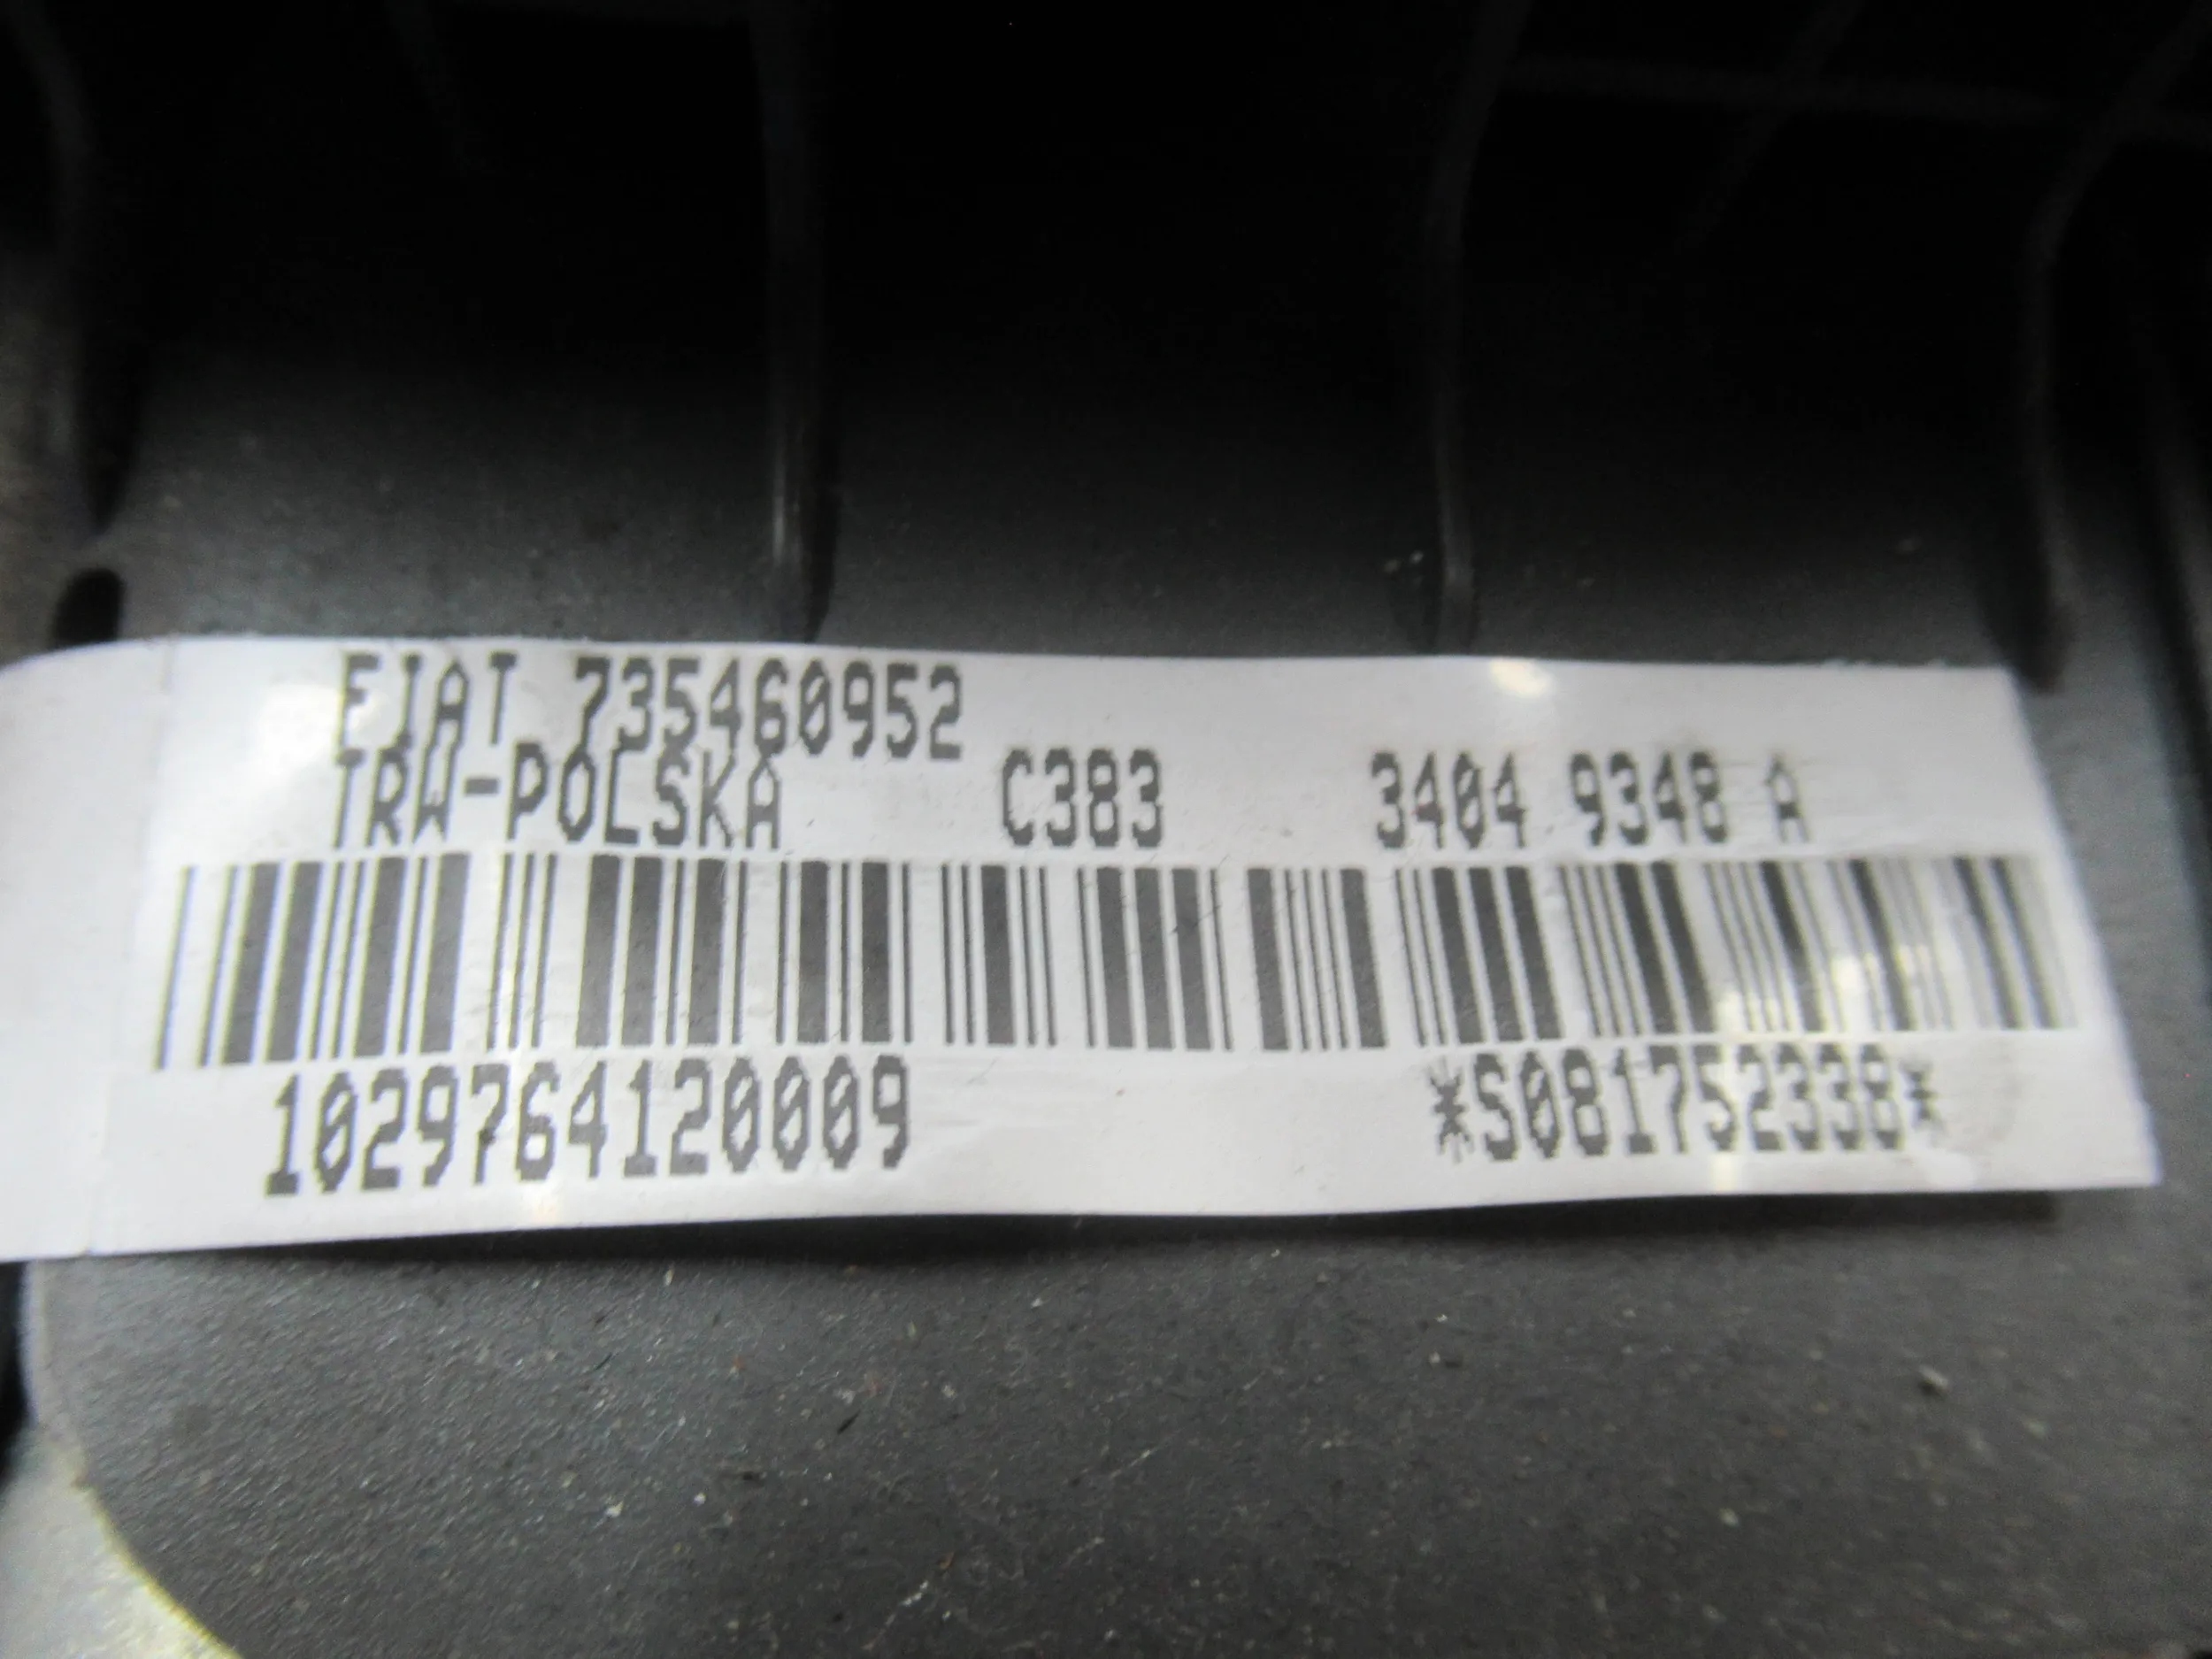 FIAT 735460952
TRW-POLSKA C383 3404 9348 A
1029764120009 *S081752338*